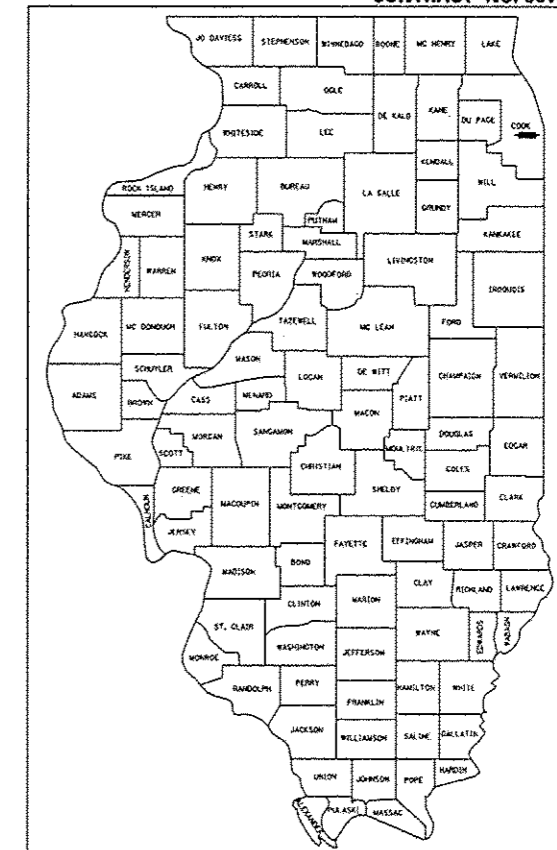 JO DAVIESS STEPHENSON WINNEBAGO BOONE MC HENRY LAKE
CARROLL OGLE
DE KALB KANE DU PAGE COOK
WHITESIDE LEE
KENDALL WILL
ROCK ISLAND HENRY BUREAU LA SALLE
GRUNDY
MERCER PUTNAM
STARK MARSHALL KANKAKEE
HENDERSON WARREN KNOX LIVINGSTON
PEORIA WOODFORD IROQUOIS
HANCOCK MC DONOUGH FULTON TAZEWELL MC LEAN FORD
MASON
SCHUYLER LOGAN DE WITT CHAMPAIGN VERMILION
ADAMS BROWN CASS MENARD PIATT
MACON
MORGAN SANGAMON DOUGLAS
PIKE SCOTT CHRISTIAN MOULTRIE COLES EDGAR
GREENE SHELBY
CALHOUN MACOUPIN MONTGOMERY CUMBERLAND CLARK
JERSEY
FAYETTE EFFINGHAM JASPER CRAWFORD
BOND
MADISON CLAY RICHLAND LAWRENCE
CLINTON MARION
ST. CLAIR WAYNE EDWARDS WABASH
WASHINGTON JEFFERSON
MONROE
RANDOLPH PERRY HAMILTON WHITE
FRANKLIN
JACKSON WILLIAMSON SALINE GALLATIN
UNION JOHNSON POPE HARDIN
ALEXANDER PULASKI MASSAC